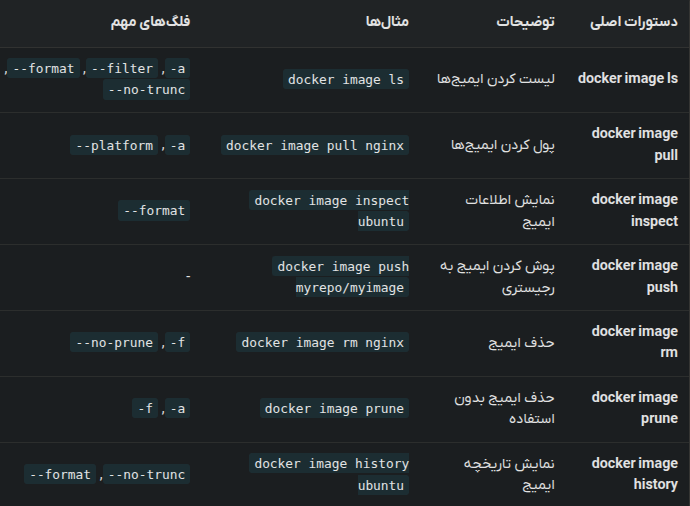 دستورات اصلی توضیحات مثال‌ها فلگ‌های مهم
docker image ls لیست کردن ایمیج‌ها docker image ls -a, --filter, --format,
--no-trunc
docker image پول کردن ایمیج‌ها docker image pull nginx -a, --platform
pull
docker image نمایش اطلاعات docker image inspect --format
inspect ایمیج ubuntu
docker image پوش کردن ایمیج به docker image push -
push رجیستری myrepo/myimage
docker image حذف ایمیج docker image rm nginx -f, --no-prune
rm
docker image حذف ایمیج بدون docker image prune -a, -f
prune استفاده
docker image نمایش تاریخچه docker image history --no-trunc, --format
history ایمیج ubuntu